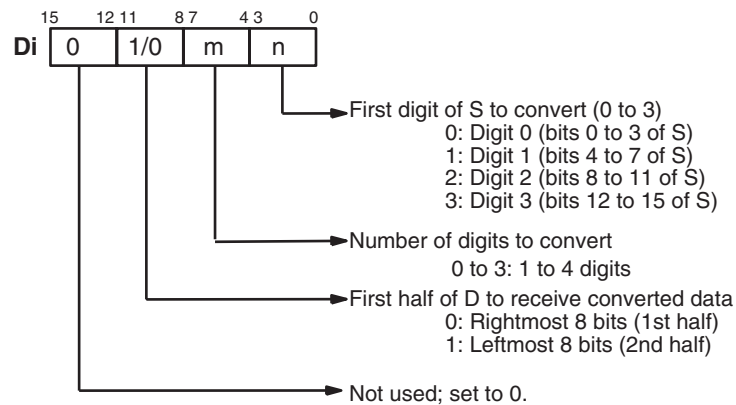 15 12 11 8 7 4 3 0
Di 0 1/0 m n
First digit of S to convert (0 to 3)
0: Digit 0 (bits 0 to 3 of S)
1: Digit 1 (bits 4 to 7 of S)
2: Digit 2 (bits 8 to 11 of S)
3: Digit 3 (bits 12 to 15 of S)
Number of digits to convert
0 to 3: 1 to 4 digits
First half of D to receive converted data
0: Rightmost 8 bits (1st half)
1: Leftmost 8 bits (2nd half)
Not used; set to 0.